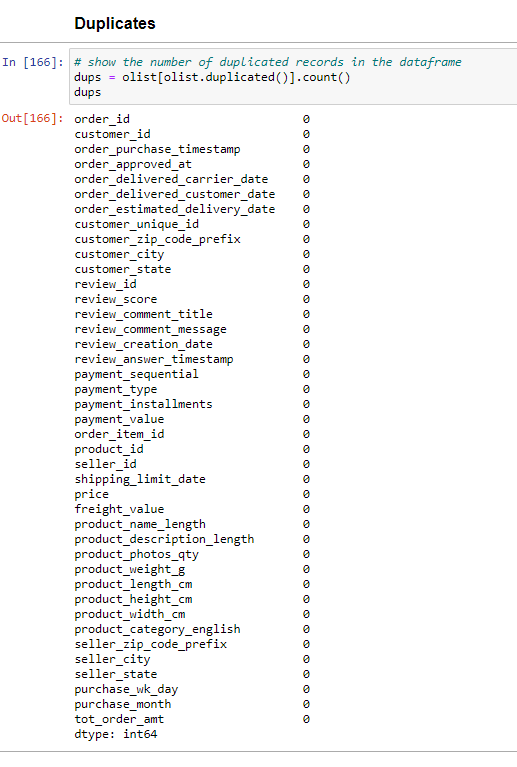 Duplicates
In [166]: # show the number of duplicated records in the dataframe
dups = olist[olist.duplicated()].count()
dups
Out[166]: order_id 0
customer_id 0
order_purchase_timestamp 0
order_approved_at 0
order_delivered_carrier_date 0
order_delivered_customer_date 0
order_estimated_delivery_date 0
customer_unique_id 0
customer_zip_code_prefix 0
customer_city 0
customer_state 0
review_id 0
review_score 0
review_comment_title 0
review_comment_message 0
review_creation_date 0
review_answer_timestamp 0
payment_sequential 0
payment_type 0
payment_installments 0
payment_value 0
order_item_id 0
product_id 0
seller_id 0
shipping_limit_date 0
price 0
freight_value 0
product_name_length 0
product_description_length 0
product_photos_qty 0
product_weight_g 0
product_length_cm 0
product_height_cm 0
product_width_cm 0
product_category_english 0
seller_zip_code_prefix 0
seller_city 0
seller_state 0
purchase_wk_day 0
purchase_month 0
tot_order_amt 0
dtype: int64